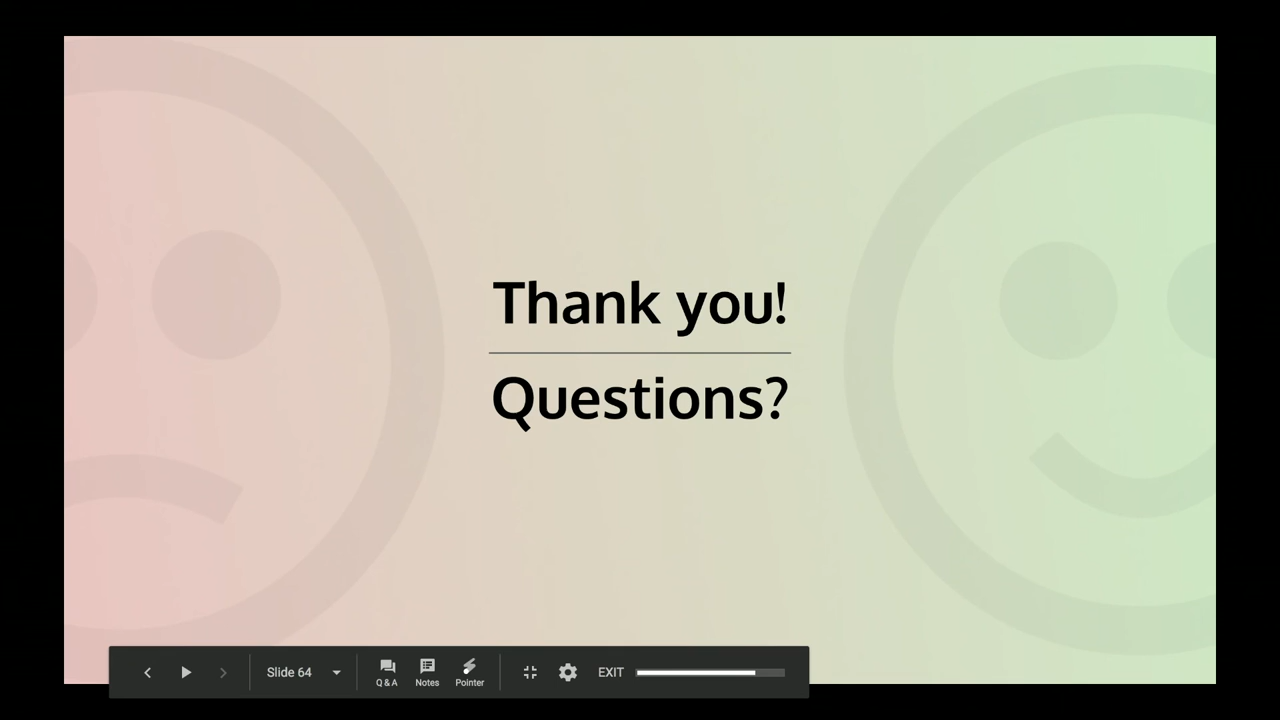 Thank you!
Questions?
Slide 64
Q & A
Notes
Pointer
EXIT